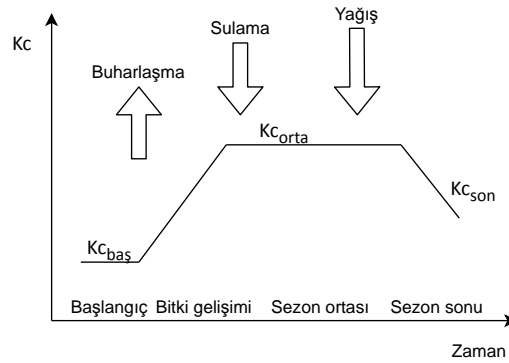 Yağış
Sulama
Kc
Buharlaşma
Kc_orta
Kc_son
Kc_baş
Başlangıç Bitki gelişimi Sezon ortası Sezon sonu
Zaman